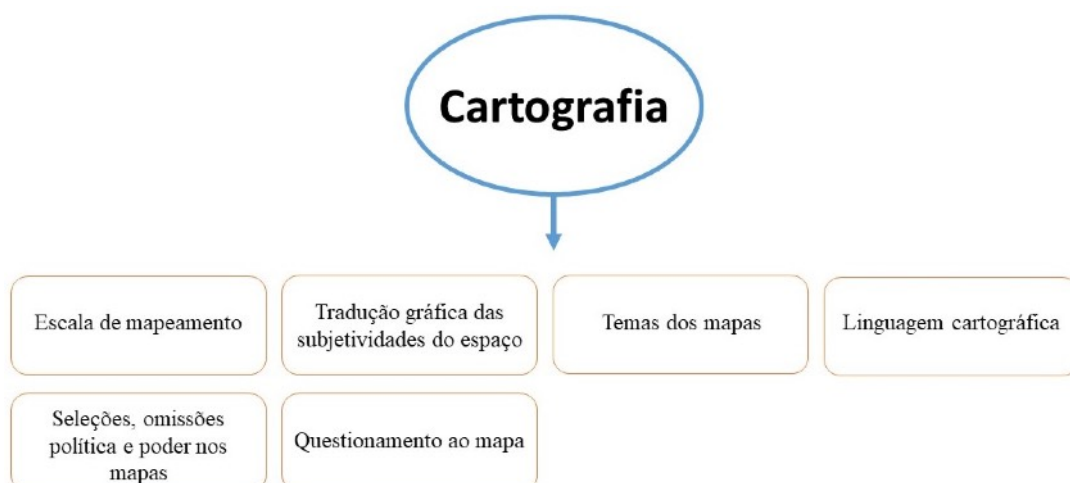 Cartografia
Escala de mapeamento
Tradução gráfica das
subjetividades do espaço
Temas dos mapas
Linguagem cartográfica
Seleções, omissões
política e poder nos
mapas
Questionamento ao mapa